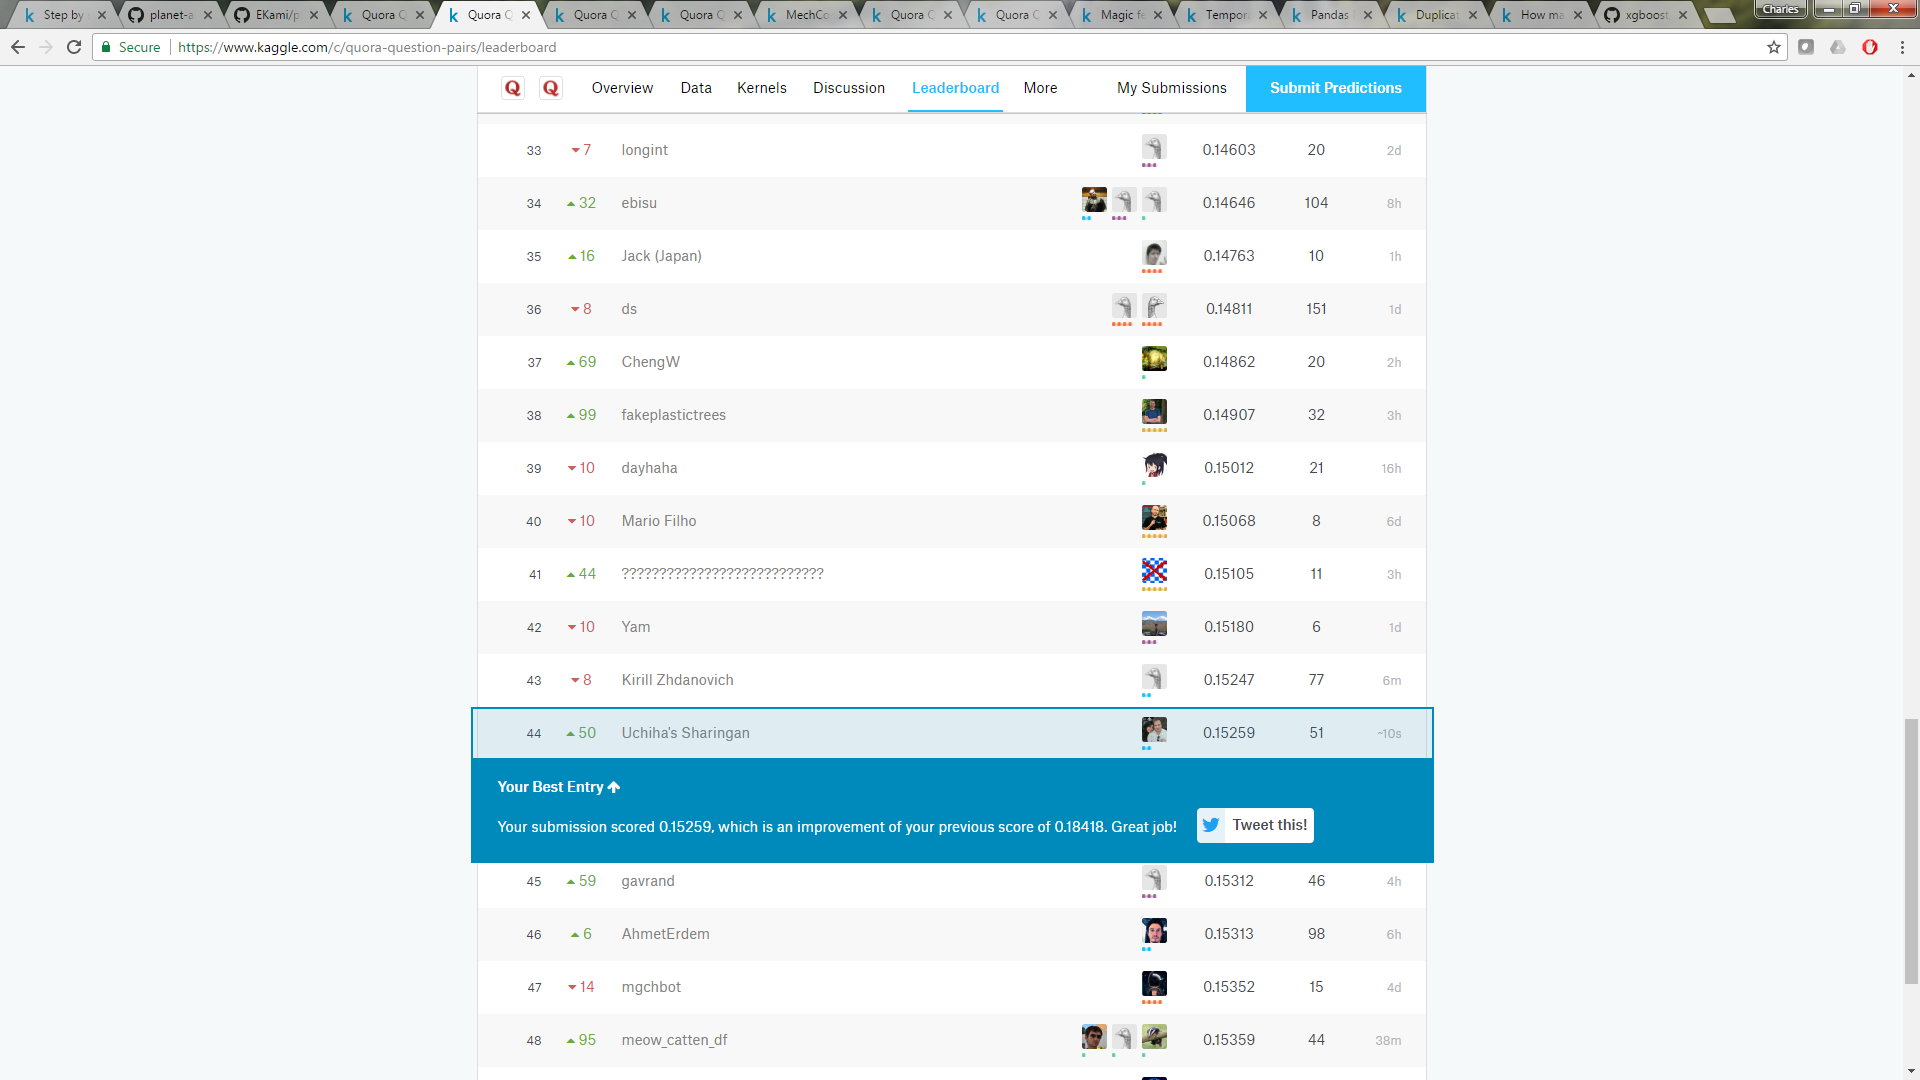 Step by
planet-a
EKami/p
Quora Q
Quora Q
Quora Q
Quora Q
MechCo
Quora Q
Quora Q
Magic fe
Tempor
Pandas
Duplicat
How ma
xgboost
Charles
Secure https://www.kaggle.com/c/quora-question-pairs/leaderboard
Q Q Overview Data Kernels Discussion Leaderboard More My Submissions Submit Predictions
33 7 longint 0.14603 20 2d
34 32 ebisu 0.14646 104 8h
35 16 Jack (Japan) 0.14763 10 1h
36 8 ds 0.14811 151 1d
37 69 ChengW 0.14862 20 2h
38 99 fakeplastictrees 0.14907 32 3h
39 10 dayhaha 0.15012 21 16h
40 10 Mario Filho 0.15068 8 6d
41 44 ??????????????????????????? 0.15105 11 3h
42 10 Yam 0.15180 6 1d
43 8 Kirill Zhdanovich 0.15247 77 6m
44 50 Uchiha's Sharingan 0.15259 51 ~10s
Your Best Entry
Your submission scored 0.15259, which is an improvement of your previous score of 0.18418. Great job! Tweet this!
45 59 gavrand 0.15312 46 4h
46 6 AhmetErdem 0.15313 98 6h
47 14 mgchbot 0.15352 15 4d
48 95 meow_catten_df 0.15359 44 38m